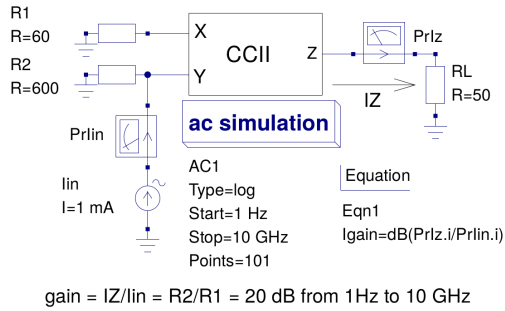 R1
R=60
R2
R=600
X
Y
CCII
Z
PrIz
IZ
RL
R=50
PrIin
Iin
I=1 mA
ac simulation
AC1
Type=log
Start=1 Hz
Stop=10 GHz
Points=101
Equation
Eqn1
Igain=dB(PrIz.i/PrIin.i)
gain = IZ/Iin = R2/R1 = 20 dB from 1Hz to 10 GHz